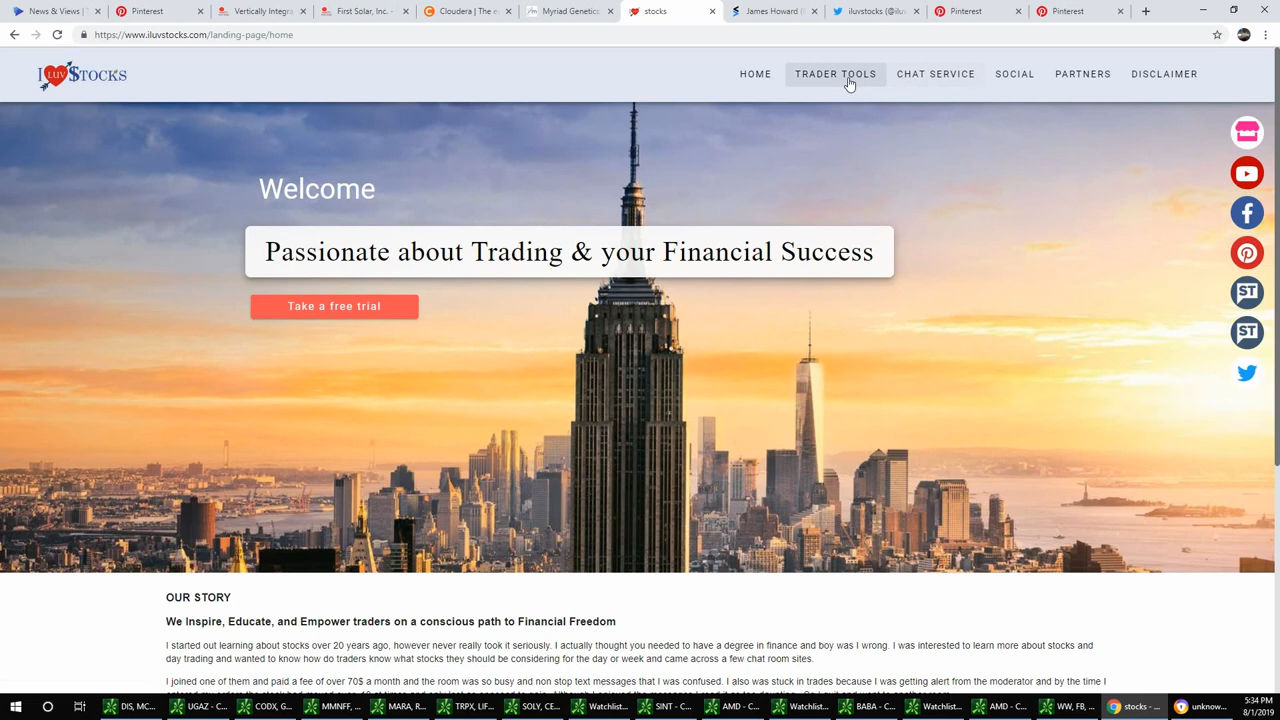 News & Views | T
Pinterest
Vertically Integra
First Solar, Inc. -
Cloudera | The e
Myriad Genetics
stocks
James Howard (
iluvstocks (@ilu
Pinterest
Pinterest
https://www.iluvstocks.com/landing-page/home
I LUV $TOCKS
HOME
TRADER TOOLS
CHAT SERVICE
SOCIAL
PARTNERS
DISCLAIMER
Welcome
Passionate about Trading & your Financial Success
Take a free trial
ST
ST
OUR STORY
We Inspire, Educate, and Empower traders on a conscious path to Financial Freedom
I started out learning about stocks over 20 years ago, however never really took it seriously. I actually thought you needed to have a degree in finance and boy was I wrong. I was interested to learn more about stocks and
day trading and wanted to know how do traders know what stocks they should be considering for the day or week and came across a few chat room sites.
I joined one of them and paid a fee of over 70$ a month and the room was so busy and non stop text messages that I was confused. I also was stuck in trades because I was getting alert from the moderator and by the time I
DIS, MC...
UGAZ - C...
CODX, G...
MMNFF, ...
MARA, R...
TRPX, LIF...
SOLY, CE...
Watchlist...
SINT - C...
AMD - C...
Watchlist...
BABA - C...
Watchlist...
AMD - C...
WW, FB, ...
stocks - ...
unknow...
5:34 PM
8/1/2019